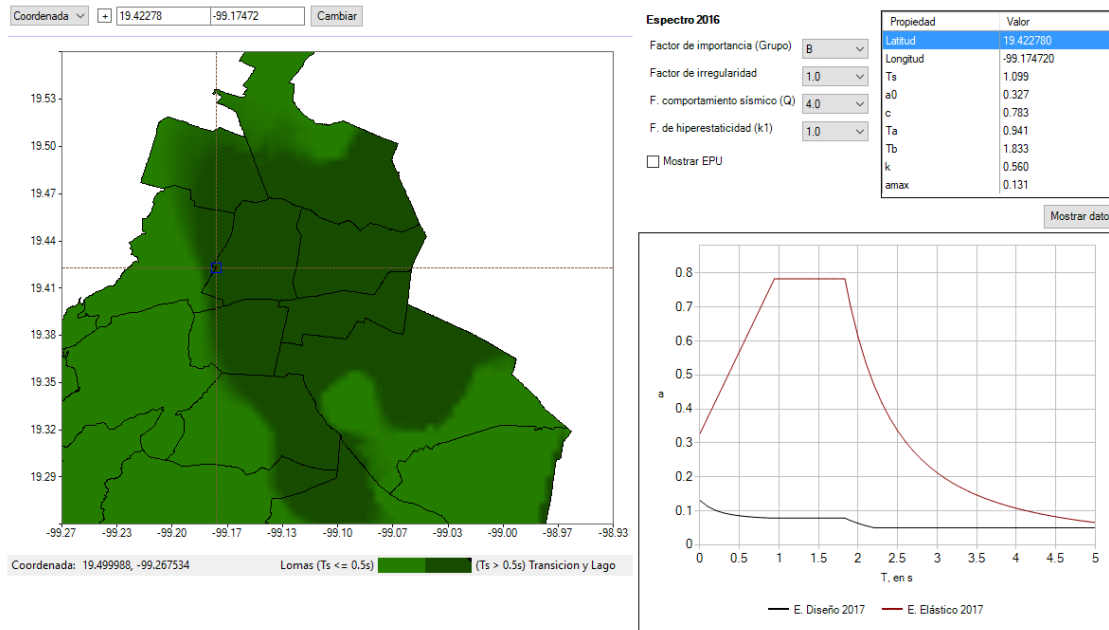 Coordenada + 19.42278 -99.17472 Cambiar
19.53
19.50
19.47
19.44
19.41
19.38
19.35
19.32
19.29
-99.27 -99.23 -99.20 -99.17 -99.13 -99.10 -99.07 -99.03 -99.00 -98.97 -98.93
Coordenada: 19.499988, -99.267534 Lomas (Ts <= 0.5s) (Ts > 0.5s) Transicion y Lago
Espectro 2016
Factor de importancia (Grupo) B
Factor de irregularidad 1.0
F. comportamiento sísmico (Q) 4.0
F. de hiperestaticidad (k1) 1.0
Mostrar EPU
Propiedad Valor
Latitud 19.422780
Longitud -99.174720
Ts 1.099
a0 0.327
c 0.783
Ta 0.941
Tb 1.833
k 0.560
amax 0.131
Mostrar dato
0.8
0.7
0.6
0.5
a
0.4
0.3
0.2
0.1
0
0 0.5 1 1.5 2 2.5 3 3.5 4 4.5 5
T, en s
E. Diseño 2017 E. Elástico 2017